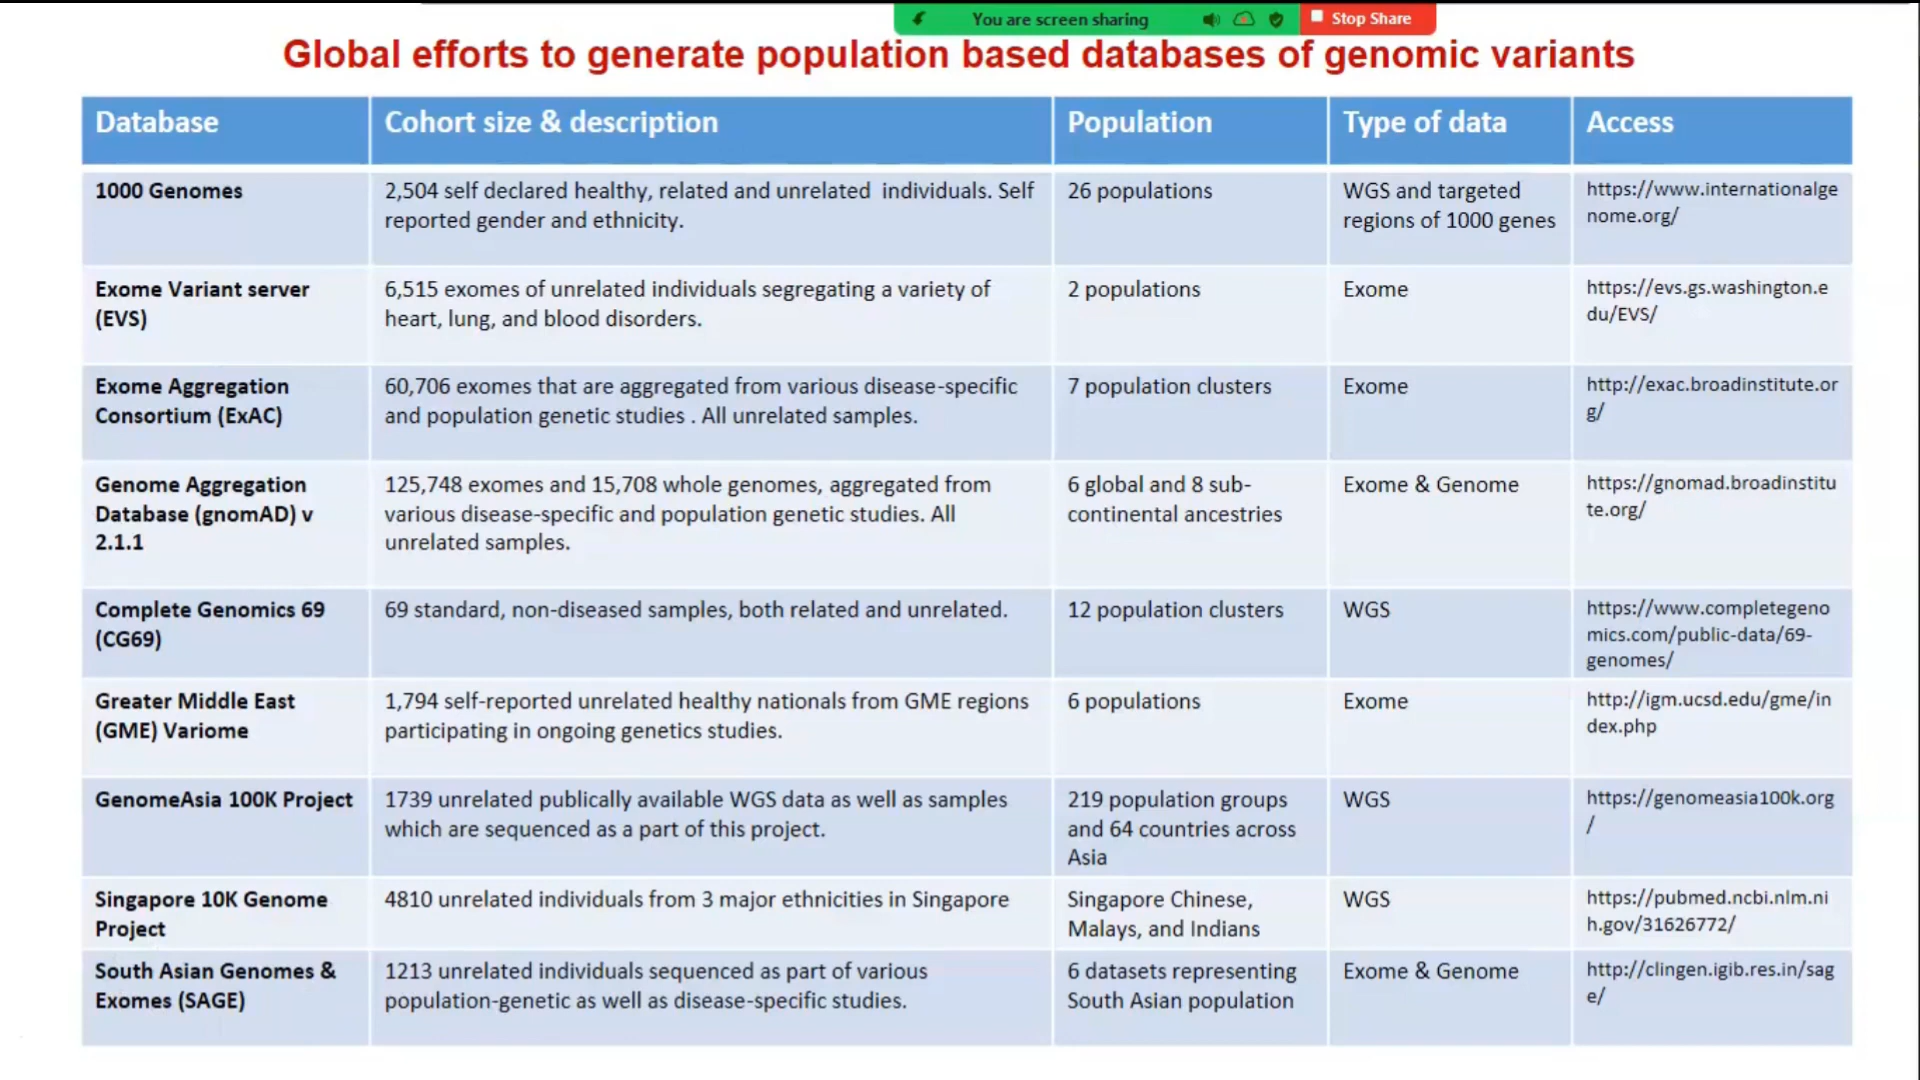 You are screen sharing
Stop Share
Global efforts to generate population based databases of genomic variants
Database
Cohort size & description
Population
Type of data
Access
1000 Genomes
2,504 self declared healthy, related and unrelated individuals. Self
reported gender and ethnicity.
26 populations
WGS and targeted
regions of 1000 genes
https://www.internationalge
nome.org/
Exome Variant server
(EVS)
6,515 exomes of unrelated individuals segregating a variety of
heart, lung, and blood disorders.
2 populations
Exome
https://evs.gs.washington.e
du/EVS/
Exome Aggregation
Consortium (ExAC)
60,706 exomes that are aggregated from various disease-specific
and population genetic studies . All unrelated samples.
7 population clusters
Exome
http://exac.broadinstitute.or
g/
Genome Aggregation
Database (gnomAD) v
2.1.1
125,748 exomes and 15,708 whole genomes, aggregated from
various disease-specific and population genetic studies. All
unrelated samples.
6 global and 8 sub-
continental ancestries
Exome & Genome
https://gnomad.broadinstitu
te.org/
Complete Genomics 69
(CG69)
69 standard, non-diseased samples, both related and unrelated.
12 population clusters
WGS
https://www.completegeno
mics.com/public-data/69-
genomes/
Greater Middle East
(GME) Variome
1,794 self-reported unrelated healthy nationals from GME regions
participating in ongoing genetics studies.
6 populations
Exome
http://igm.ucsd.edu/gme/in
dex.php
GenomeAsia 100K Project
1739 unrelated publically available WGS data as well as samples
which are sequenced as a part of this project.
219 population groups
and 64 countries across
Asia
WGS
https://genomeasia100k.org
/
Singapore 10K Genome
Project
4810 unrelated individuals from 3 major ethnicities in Singapore
Singapore Chinese,
Malays, and Indians
WGS
https://pubmed.ncbi.nlm.ni
h.gov/31626772/
South Asian Genomes &
Exomes (SAGE)
1213 unrelated individuals sequenced as part of various
population-genetic as well as disease-specific studies.
6 datasets representing
South Asian population
Exome & Genome
http://clingen.igib.res.in/sag
e/